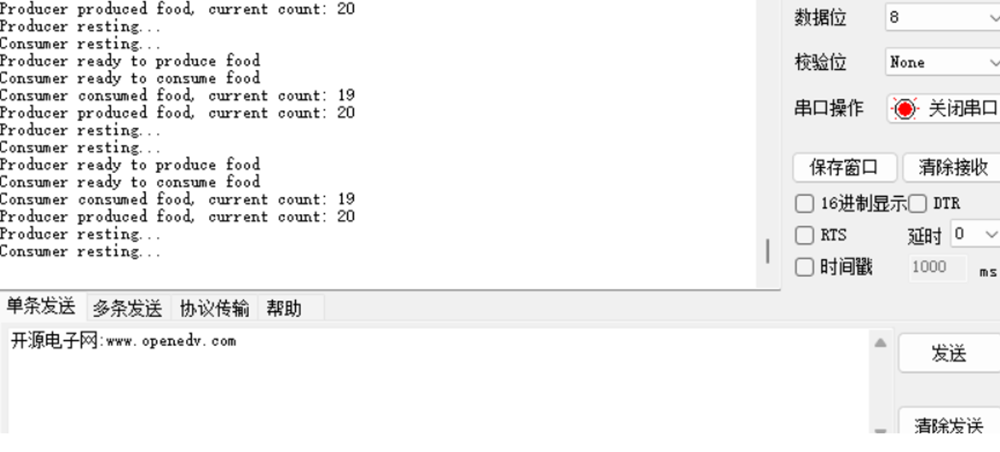 Producer produced food, current count: 20
Producer resting...
Consumer resting...
Producer ready to produce food
Consumer ready to consume food
Consumer consumed food, current count: 19
Producer produced food, current count: 20
Producer resting...
Consumer resting...
Producer ready to produce food
Consumer ready to consume food
Consumer consumed food, current count: 19
Producer produced food, current count: 20
Producer resting...
Consumer resting...
数据位 8
校验位 None
串口操作 关闭串口
保存窗口 清除接收
16进制显示 DTR
RTS 延时 0
时间戳 1000 ms
单条发送 多条发送 协议传输 帮助
开源电子网:www.openedv.com
发送
清除发送